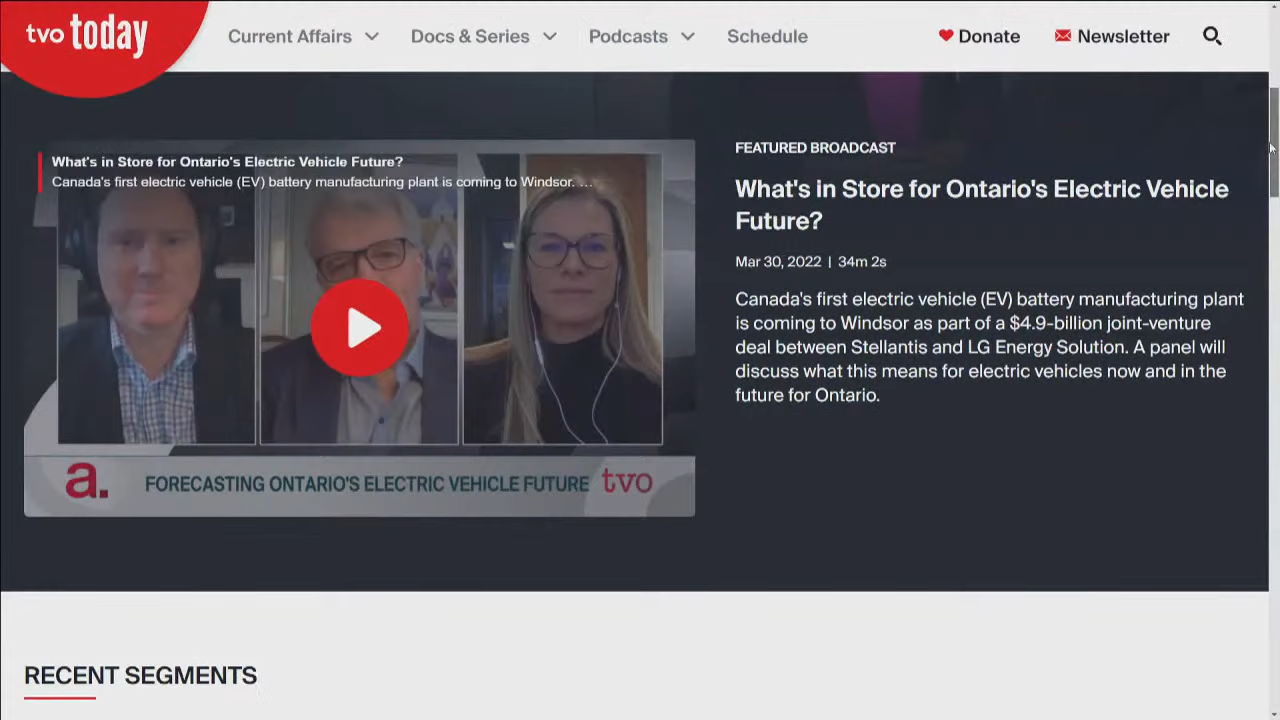 tvo today
Current Affairs
Docs & Series
Podcasts
Schedule
Donate
Newsletter
What's in Store for Ontario's Electric Vehicle Future?
Canada's first electric vehicle (EV) battery manufacturing plant is coming to Windsor. ...
a.
FORECASTING ONTARIO'S ELECTRIC VEHICLE FUTURE
tvo
FEATURED BROADCAST
What's in Store for Ontario's Electric Vehicle
Future?
Mar 30, 2022 | 34m 2s
Canada's first electric vehicle (EV) battery manufacturing plant
is coming to Windsor as part of a $4.9-billion joint-venture
deal between Stellantis and LG Energy Solution. A panel will
discuss what this means for electric vehicles now and in the
future for Ontario.
RECENT SEGMENTS